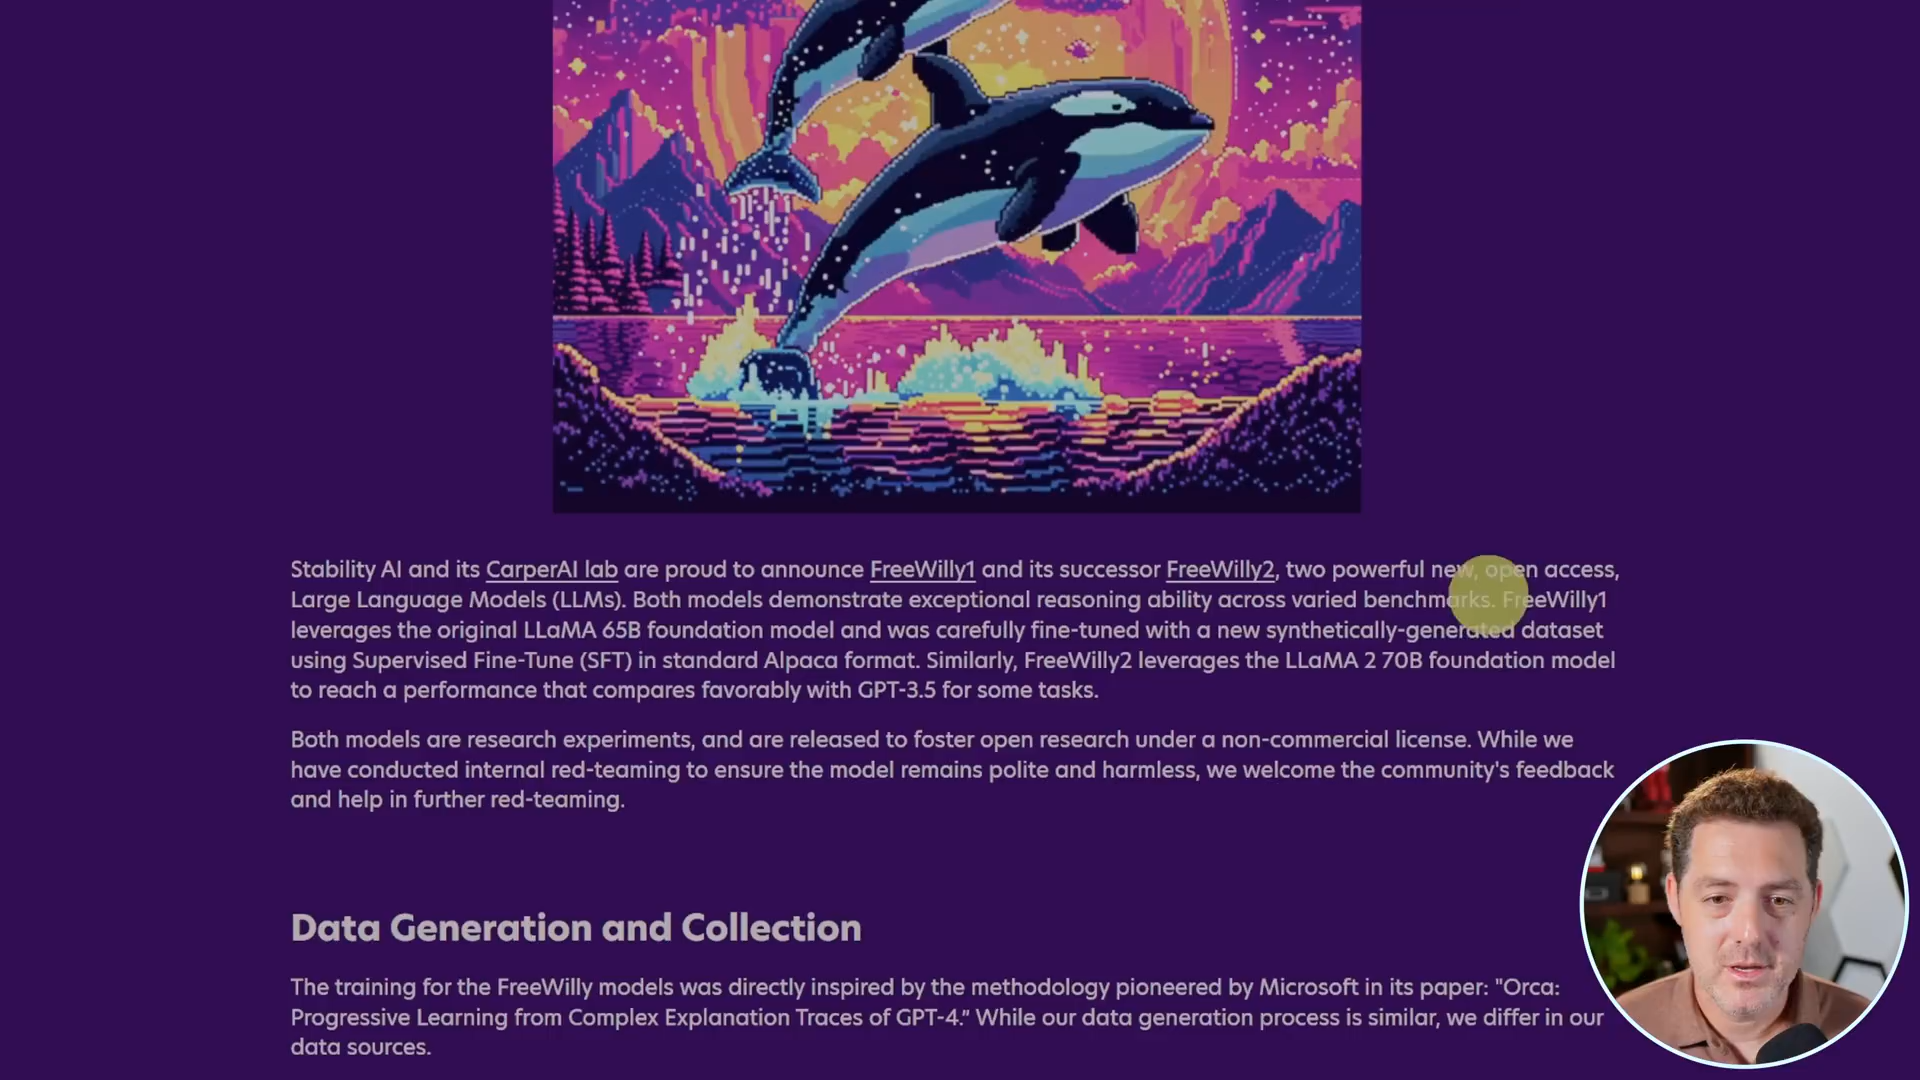 Stability AI and its CarperAI lab are proud to announce FreeWilly1 and its successor FreeWilly2, two powerful new, open access,
Large Language Models (LLMs). Both models demonstrate exceptional reasoning ability across varied benchmarks. FreeWilly1
leverages the original LLaMA 65B foundation model and was carefully fine-tuned with a new synthetically-generated dataset
using Supervised Fine-Tune (SFT) in standard Alpaca format. Similarly, FreeWilly2 leverages the LLaMA 2 70B foundation model
to reach a performance that compares favorably with GPT-3.5 for some tasks.
Both models are research experiments, and are released to foster open research under a non-commercial license. While we
have conducted internal red-teaming to ensure the model remains polite and harmless, we welcome the community's feedback
and help in further red-teaming.
Data Generation and Collection
The training for the FreeWilly models was directly inspired by the methodology pioneered by Microsoft in its paper: "Orca:
Progressive Learning from Complex Explanation Traces of GPT-4.” While our data generation process is similar, we differ in our
data sources.